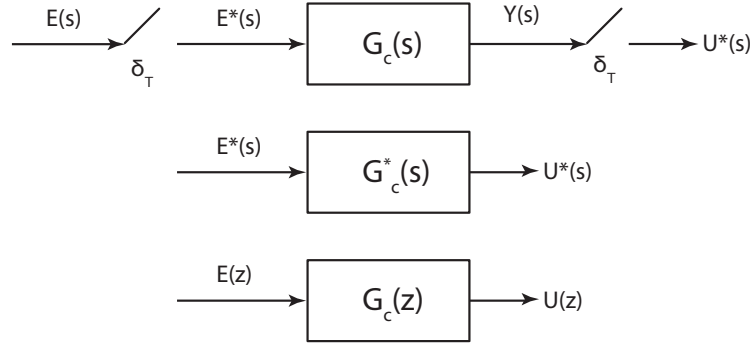 E(s) E*(s) G_c(s) Y(s) U*(s)
δ_T δ_T
E*(s) G*_c(s) U*(s)
E(z) G_c(z) U(z)